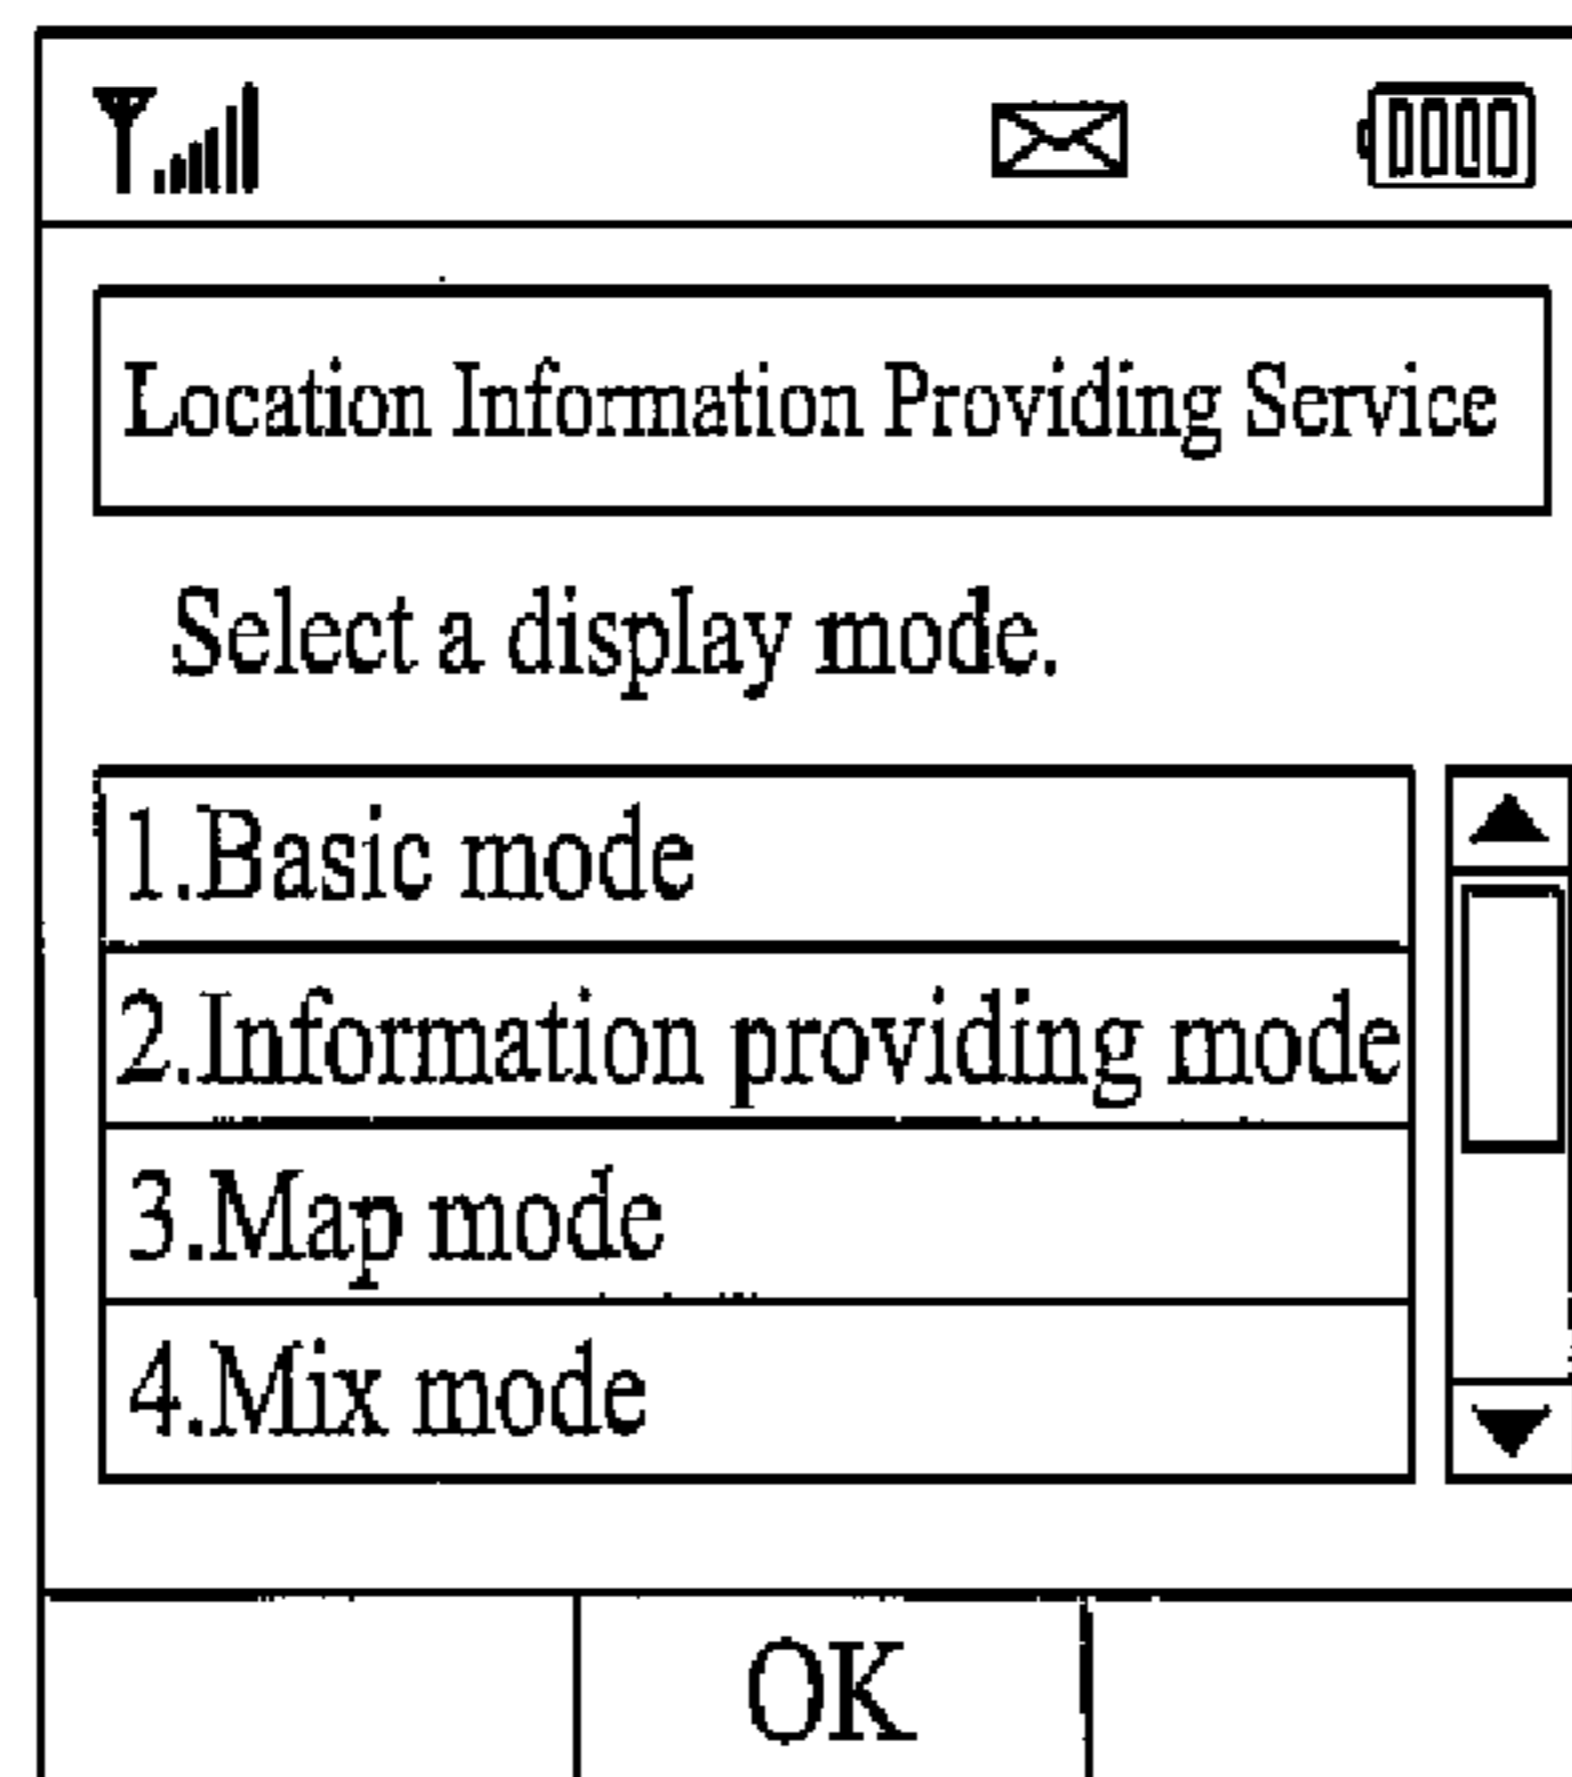 Location Information Providing Service
Select a display mode.
1.Basic mode
2.Information providing mode
3.Map mode
4.Mix mode
OK